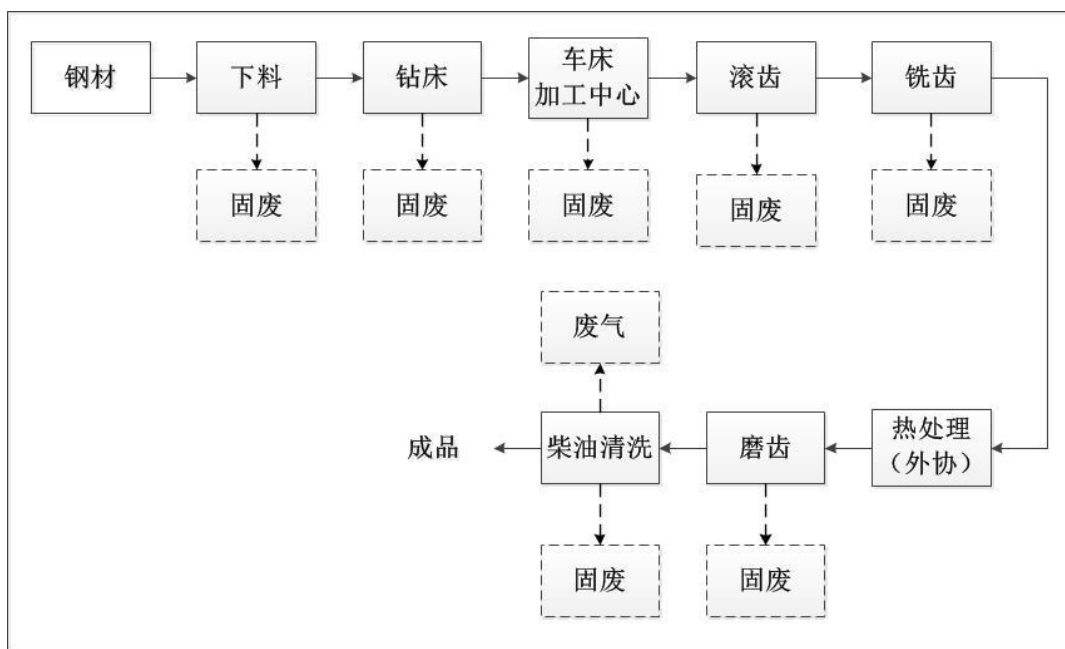 钢材
下料
钻床
车床
加工中心
滚齿
铣齿
固废
固废
固废
固废
固废
废气
成品
柴油清洗
磨齿
热处理
（外协）
固废
固废